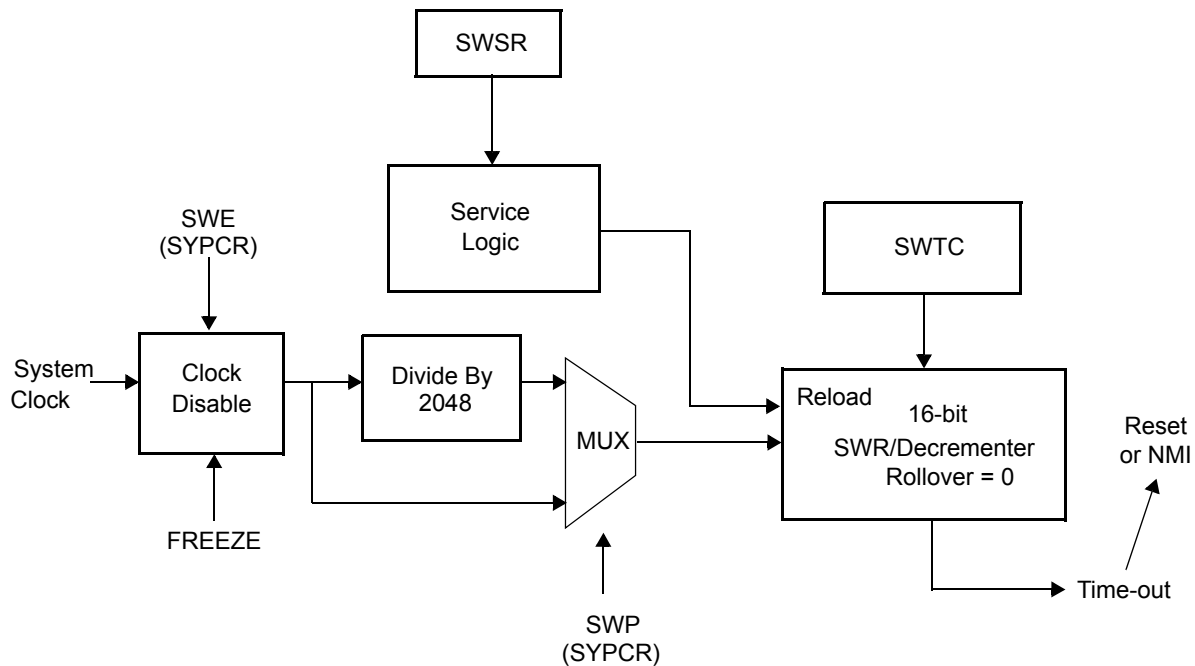 SWSR
Service
Logic
SWE
(SYPCR)
SWTC
System
Clock
Clock
Disable
Divide By
2048
MUX
Reload
16-bit
SWR/Decrementer
Rollover = 0
Reset
or NMI
FREEZE
Time-out
SWP
(SYPCR)